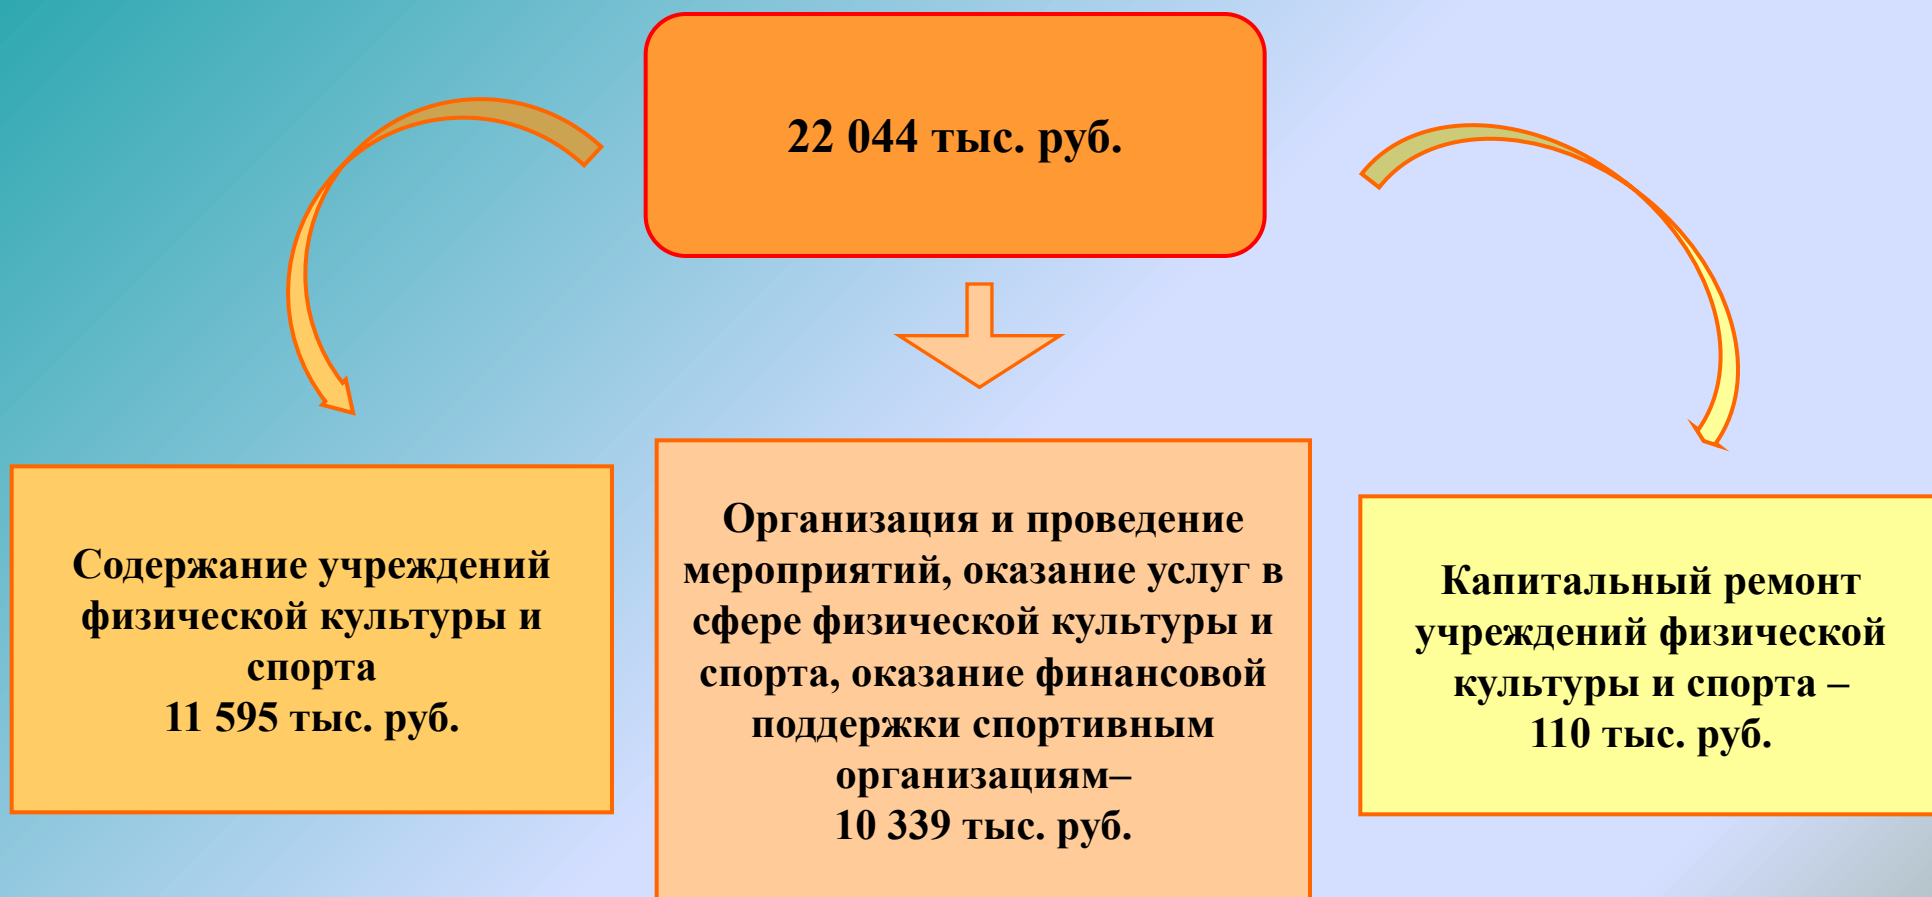 22 044 тыс. руб.
Содержание учреждений
физической культуры и
спорта
11 595 тыс. руб.
Организация и проведение
мероприятий, оказание услуг в
сфере физической культуры и
спорта, оказание финансовой
поддержки спортивным
организациям–
10 339 тыс. руб.
Капитальный ремонт
учреждений физической
культуры и спорта –
110 тыс. руб.